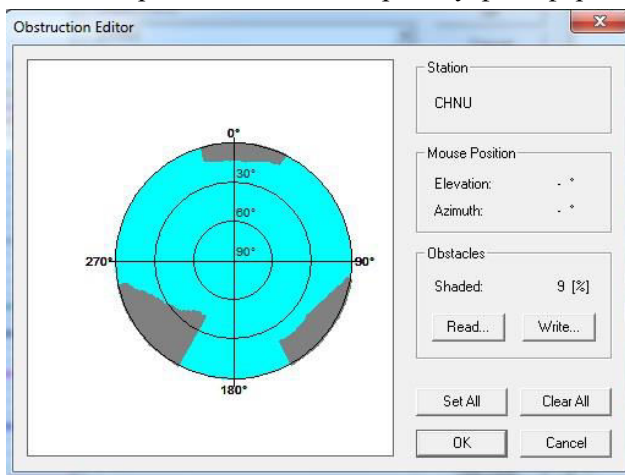 Obstruction Editor
0°
30°
60°
90°
270°
90°
180°
Station
CHNU
Mouse Position
Elevation: - °
Azimuth: - °
Obstacles
Shaded: 9 [%]
Read... Write...
Set All Clear All
OK Cancel